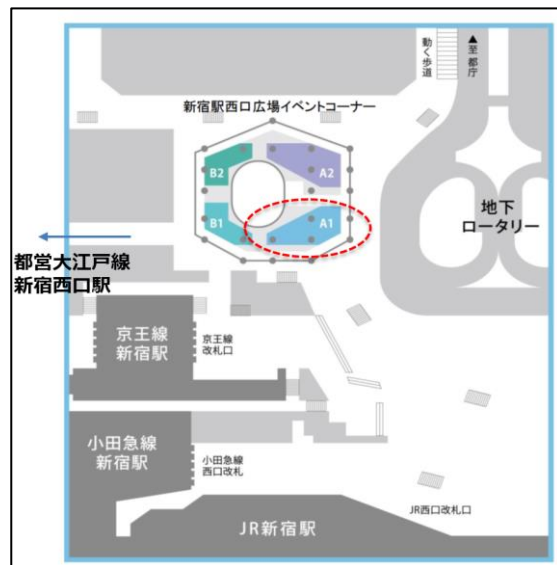 動く歩道
▲至都庁
新宿駅西口広場イベントコーナー
B2
A2
B1
A1
地下
ロータリー
都営大江戸線
新宿西口駅
京王線
新宿駅
京王線
改札口
小田急線
新宿駅
小田急線
西口改札
JR西口改札口
JR新宿駅